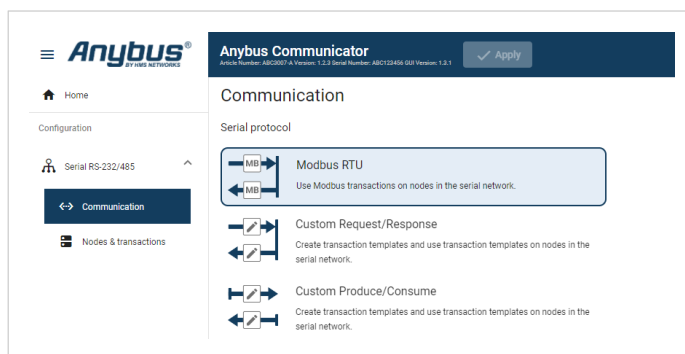 Anybus®
BY HMS NETWORKS
Anybus Communicator
Article Number: ABC3007-A Version: 1.2.3 Serial Number: ABC123456 GUI Version: 1.3.1
Apply
Home
Configuration
Serial RS-232/485
Communication
Nodes & transactions
Communication
Serial protocol
MB
MB
Modbus RTU
Use Modbus transactions on nodes in the serial network.
Custom Request/Response
Create transaction templates and use transaction templates on nodes in the
serial network.
Custom Produce/Consume
Create transaction templates and use transaction templates on nodes in the
serial network.